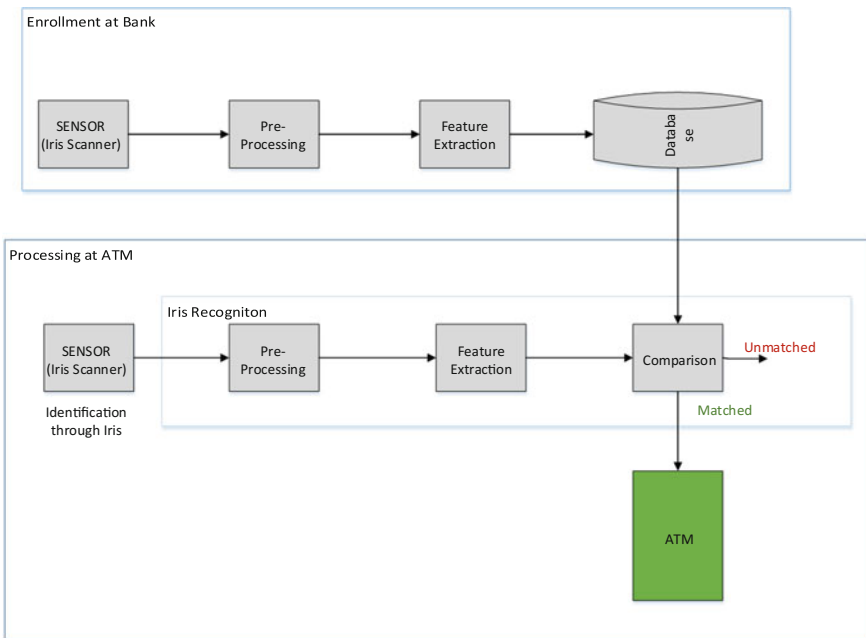 Enrollment at Bank
SENSOR
(Iris Scanner)
Pre-
Processing
Feature
Extraction
Databa
se
Processing at ATM
Iris Recogniton
SENSOR
(Iris Scanner)
Pre-
Processing
Feature
Extraction
Comparison
Unmatched
Identification
through Iris
Matched
ATM